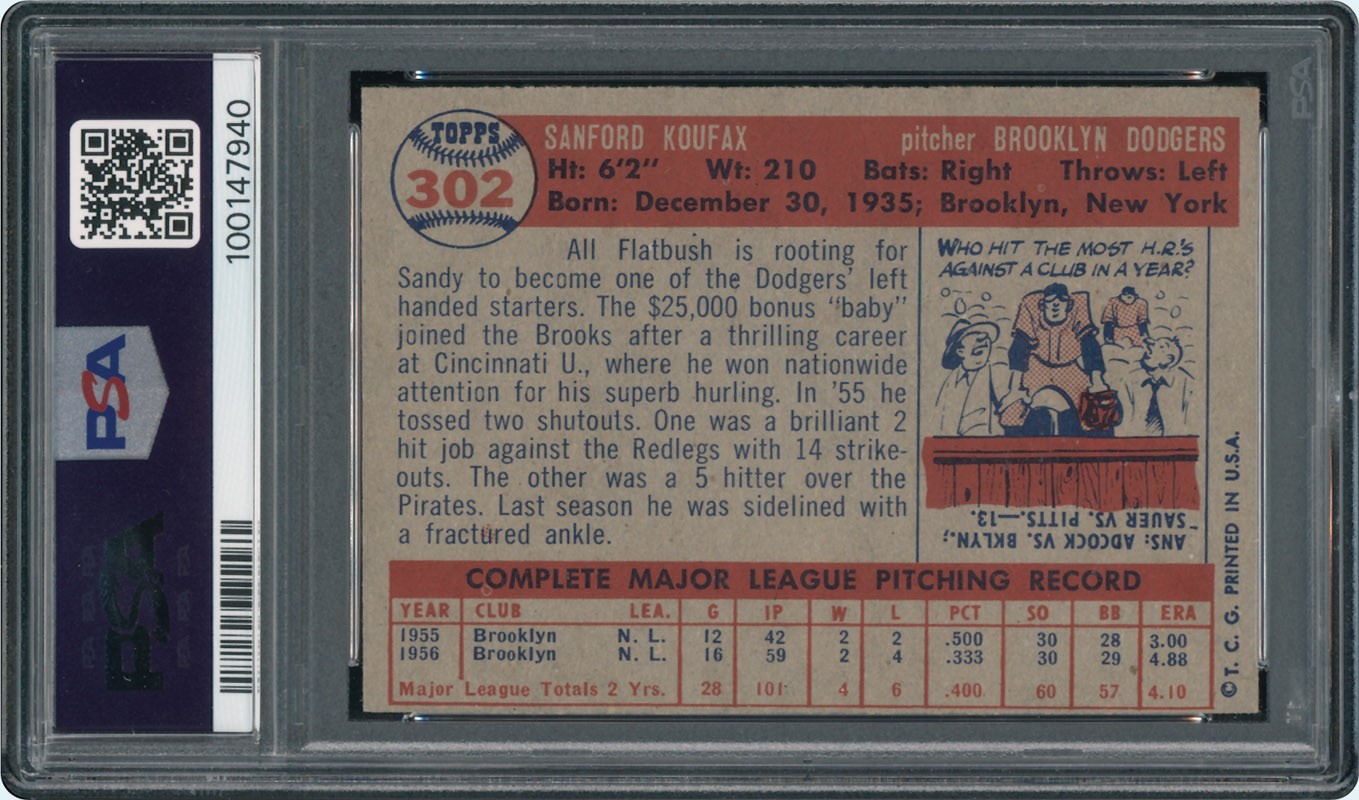 100147940
PSA
PSA
PSA
TOPPS
302
SANFORD KOUFAX pitcher BROOKLYN DODGERS
Ht: 6'2" Wt: 210 Bats: Right Throws: Left
Born: December 30, 1935; Brooklyn, New York
All Flatbush is rooting for
Sandy to become one of the Dodgers' left
handed starters. The $25,000 bonus "baby"
joined the Brooks after a thrilling career
at Cincinnati U., where he won nationwide
attention for his superb hurling. In '55 he
tossed two shutouts. One was a brilliant 2
hit job against the Redlegs with 14 strike-
outs. The other was a 5 hitter over the
Pirates. Last season he was sidelined with
a fractured ankle.
WHO HIT THE MOST H.R.'S
AGAINST A CLUB IN A YEAR?
ANS: ADCOCK VS. BKLYN.;
SAUER VS. PITTS.—13.
COMPLETE MAJOR LEAGUE PITCHING RECORD
YEAR CLUB LEA. G IP W L PCT SO BB ERA
1955 Brooklyn N. L. 12 42 2 2 .500 30 28 3.00
1956 Brooklyn N. L. 16 59 2 4 .333 30 29 4.88
Major League Totals 2 Yrs. 28 101 4 6 .400 60 57 4.10
© T. C. G. PRINTED IN U.S.A.